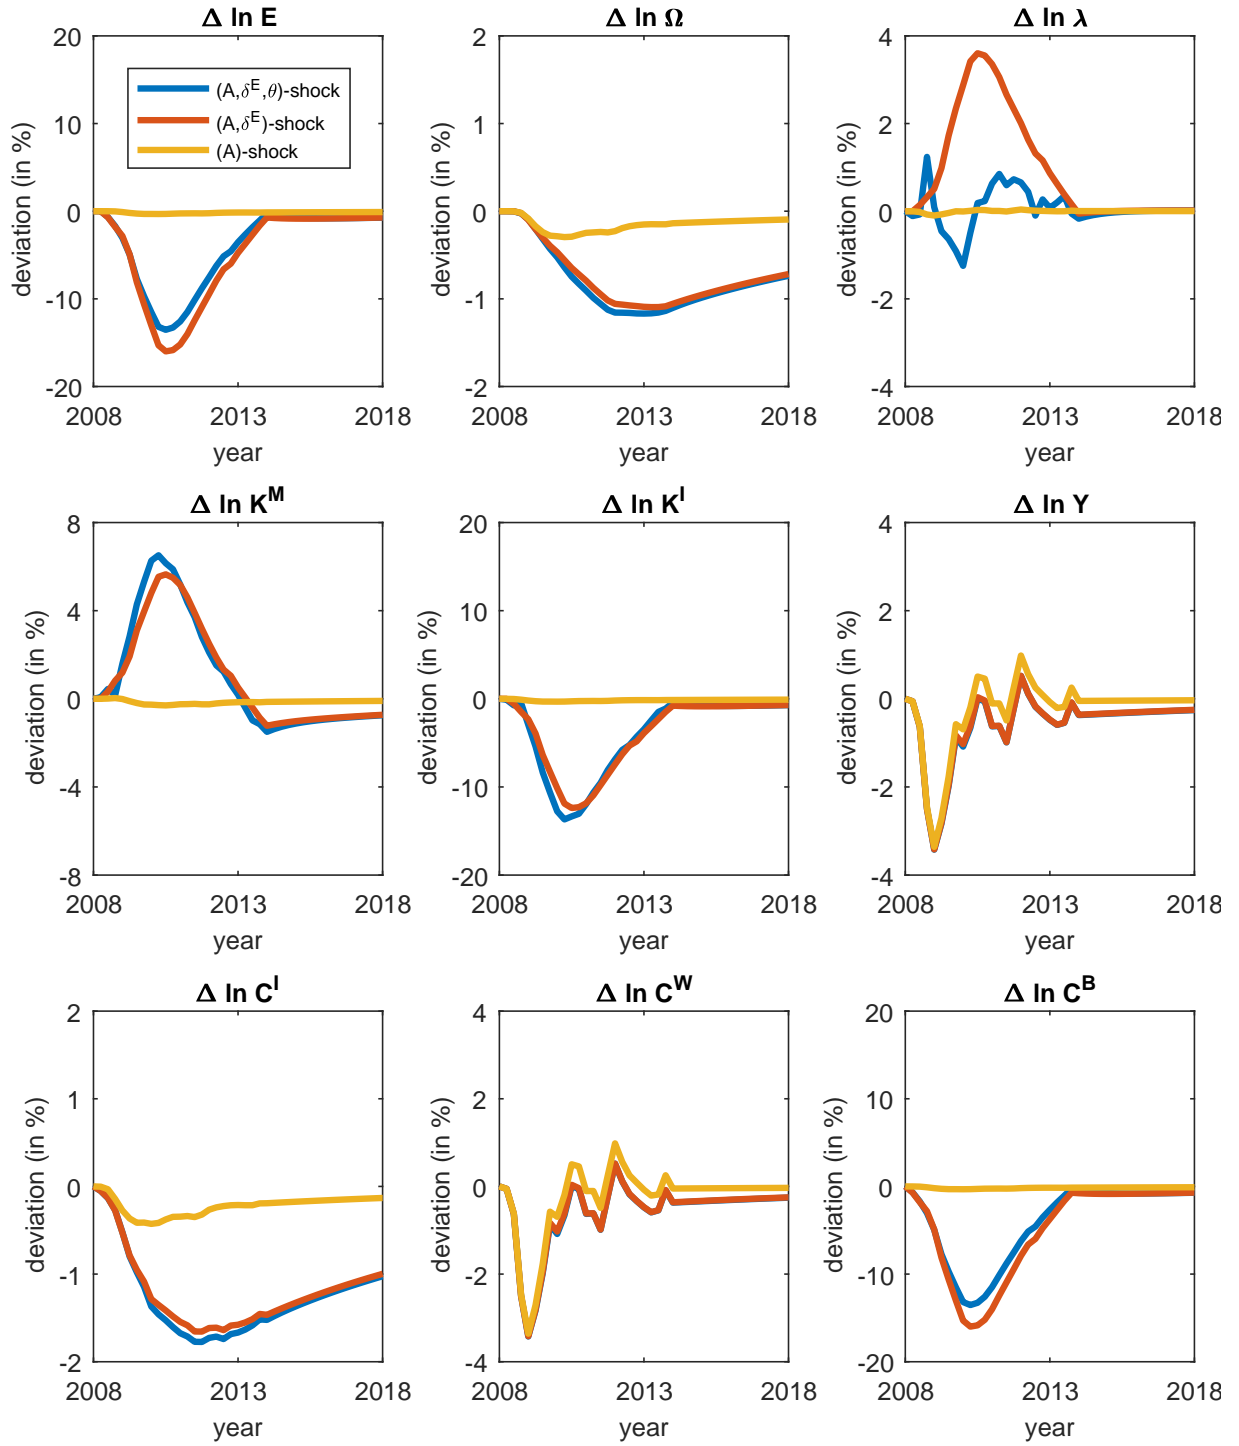 Δ ln E
Δ ln Ω
Δ ln λ
20
10
0
-10
-20
deviation (in %)
(A,δ^E,θ)-shock
(A,δ^E)-shock
(A)-shock
2008 2013 2018
year
2
1
0
-1
-2
deviation (in %)
2008 2013 2018
year
4
2
0
-2
-4
deviation (in %)
2008 2013 2018
year
Δ ln K^M
Δ ln K^I
Δ ln Y
8
4
0
-4
-8
deviation (in %)
2008 2013 2018
year
20
10
0
-10
-20
deviation (in %)
2008 2013 2018
year
4
2
0
-2
-4
deviation (in %)
2008 2013 2018
year
Δ ln C^I
Δ ln C^W
Δ ln C^B
2
1
0
-1
-2
deviation (in %)
2008 2013 2018
year
4
2
0
-2
-4
deviation (in %)
2008 2013 2018
year
20
10
0
-10
-20
deviation (in %)
2008 2013 2018
year